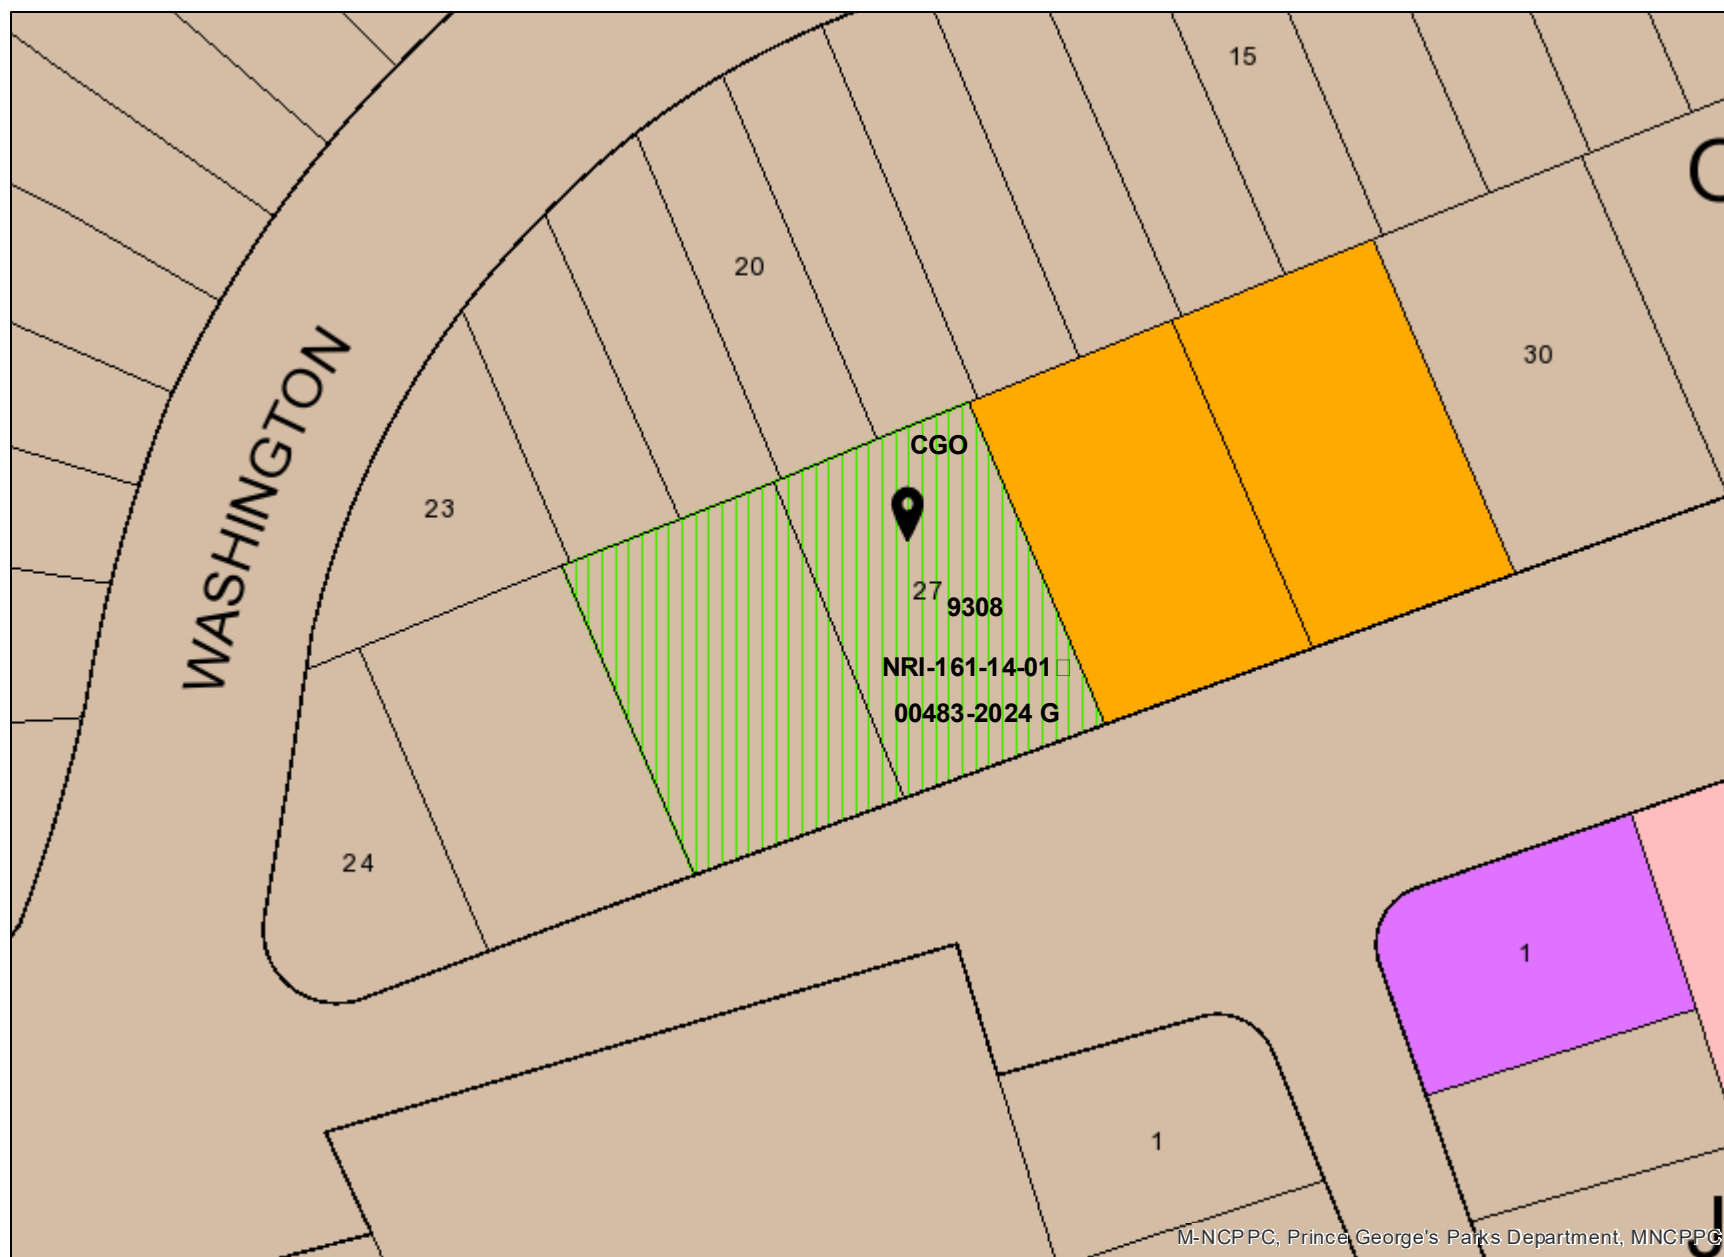 15
20
30
CGO
WASHINGTON
23
27
9308
NRI-161-14-01
00483-2024 G
24
1
1
M-NCPPC, Prince George's Parks Department, MNCPPC